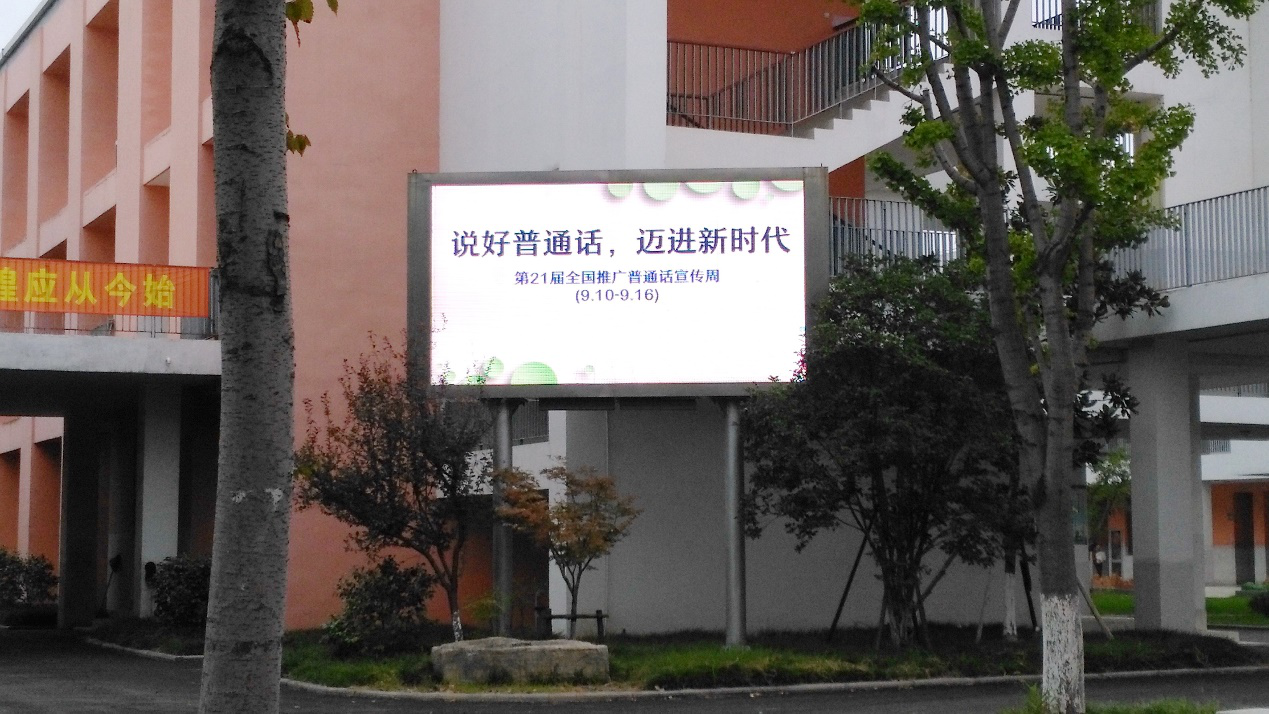 说好普通话，迈进新时代
第21届全国推广普通话宣传周
(9.10-9.16)
煌应从今始